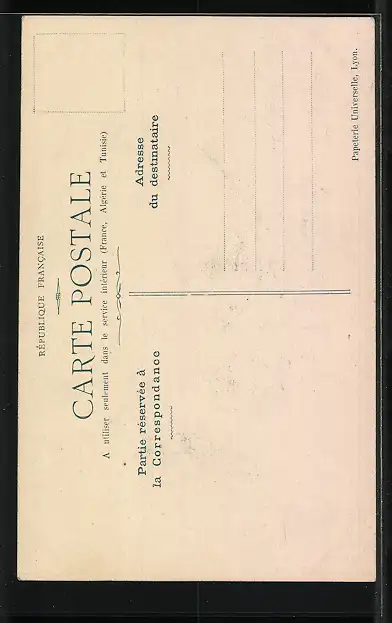 RÉPUBLIQUE FRANÇAISE
CARTE POSTALE
A utiliser seulement dans le service intérieur (France, Algérie et Tunisie)
Partie réservée à
la Correspondance
Adresse
du destinataire
Papeterie Universelle, Lyon.